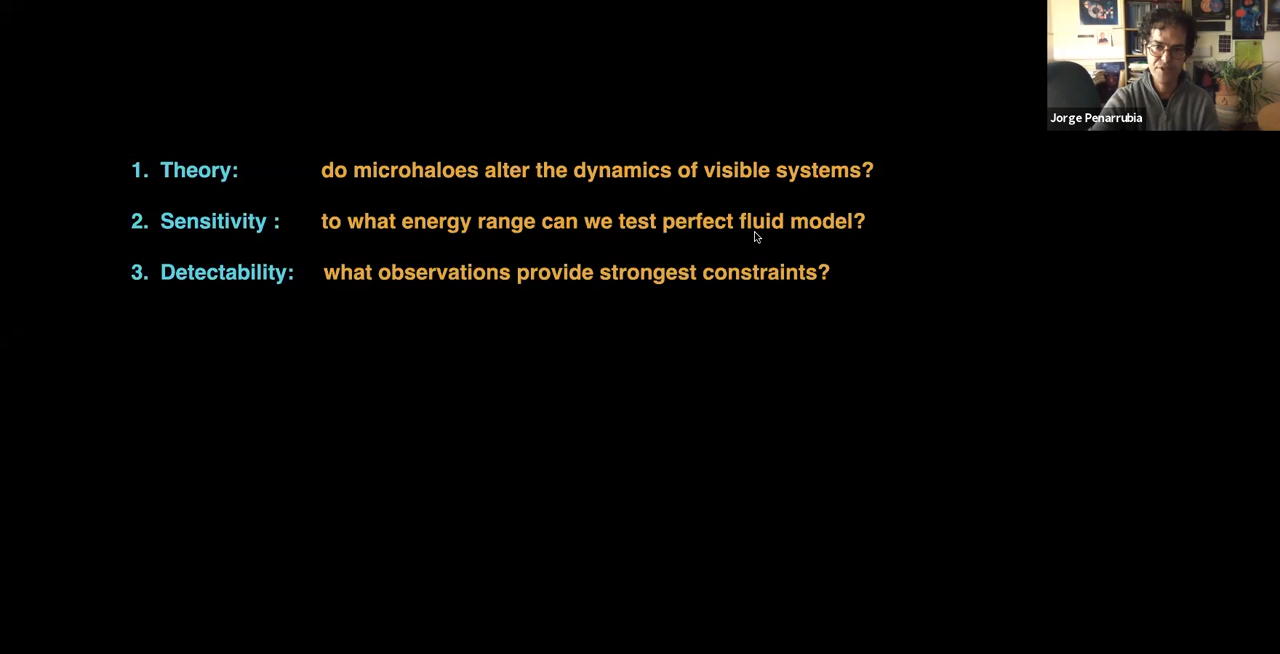 Jorge Penarrubia
1. Theory: do microhaloes alter the dynamics of visible systems?
2. Sensitivity : to what energy range can we test perfect fluid model?
3. Detectability: what observations provide strongest constraints?